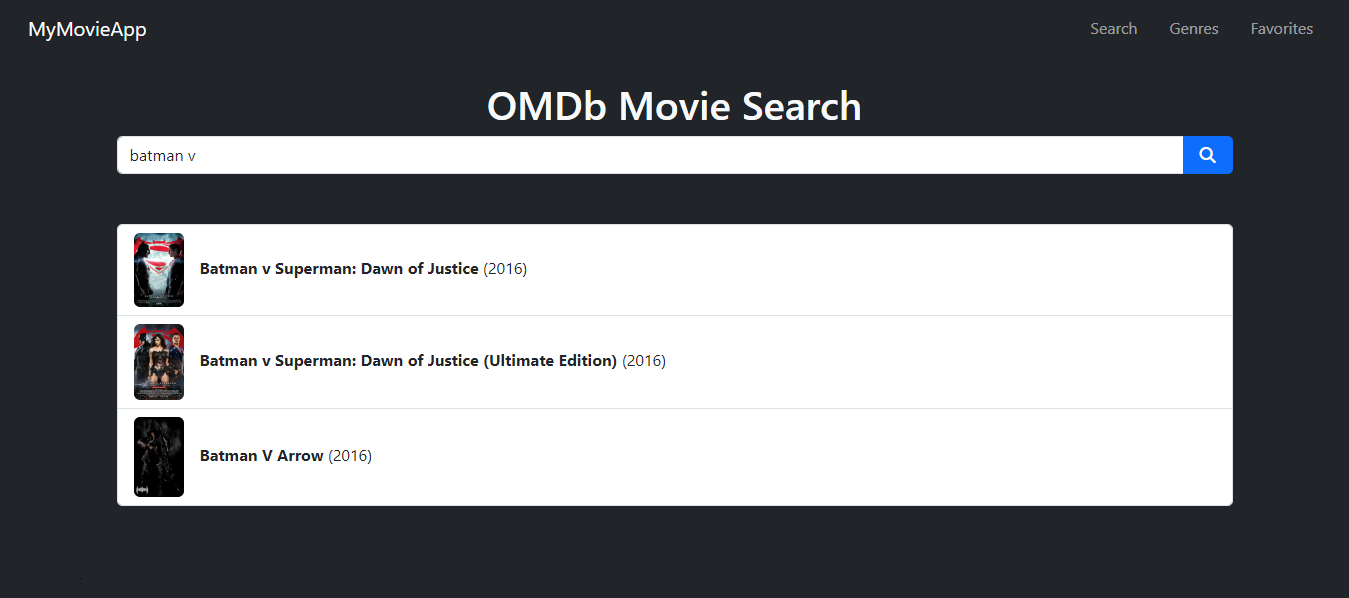 MyMovieApp Search Genres Favorites
OMDb Movie Search
batman v
Batman v Superman: Dawn of Justice (2016)
Batman v Superman: Dawn of Justice (Ultimate Edition) (2016)
Batman V Arrow (2016)